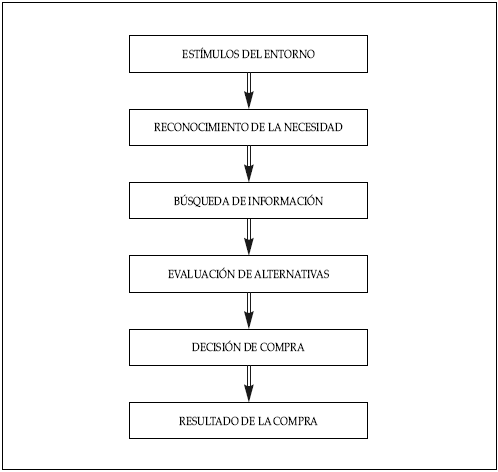 ESTÍMULOS DEL ENTORNO
RECONOCIMIENTO DE LA NECESIDAD
BÚSQUEDA DE INFORMACIÓN
EVALUACIÓN DE ALTERNATIVAS
DECISIÓN DE COMPRA
RESULTADO DE LA COMPRA